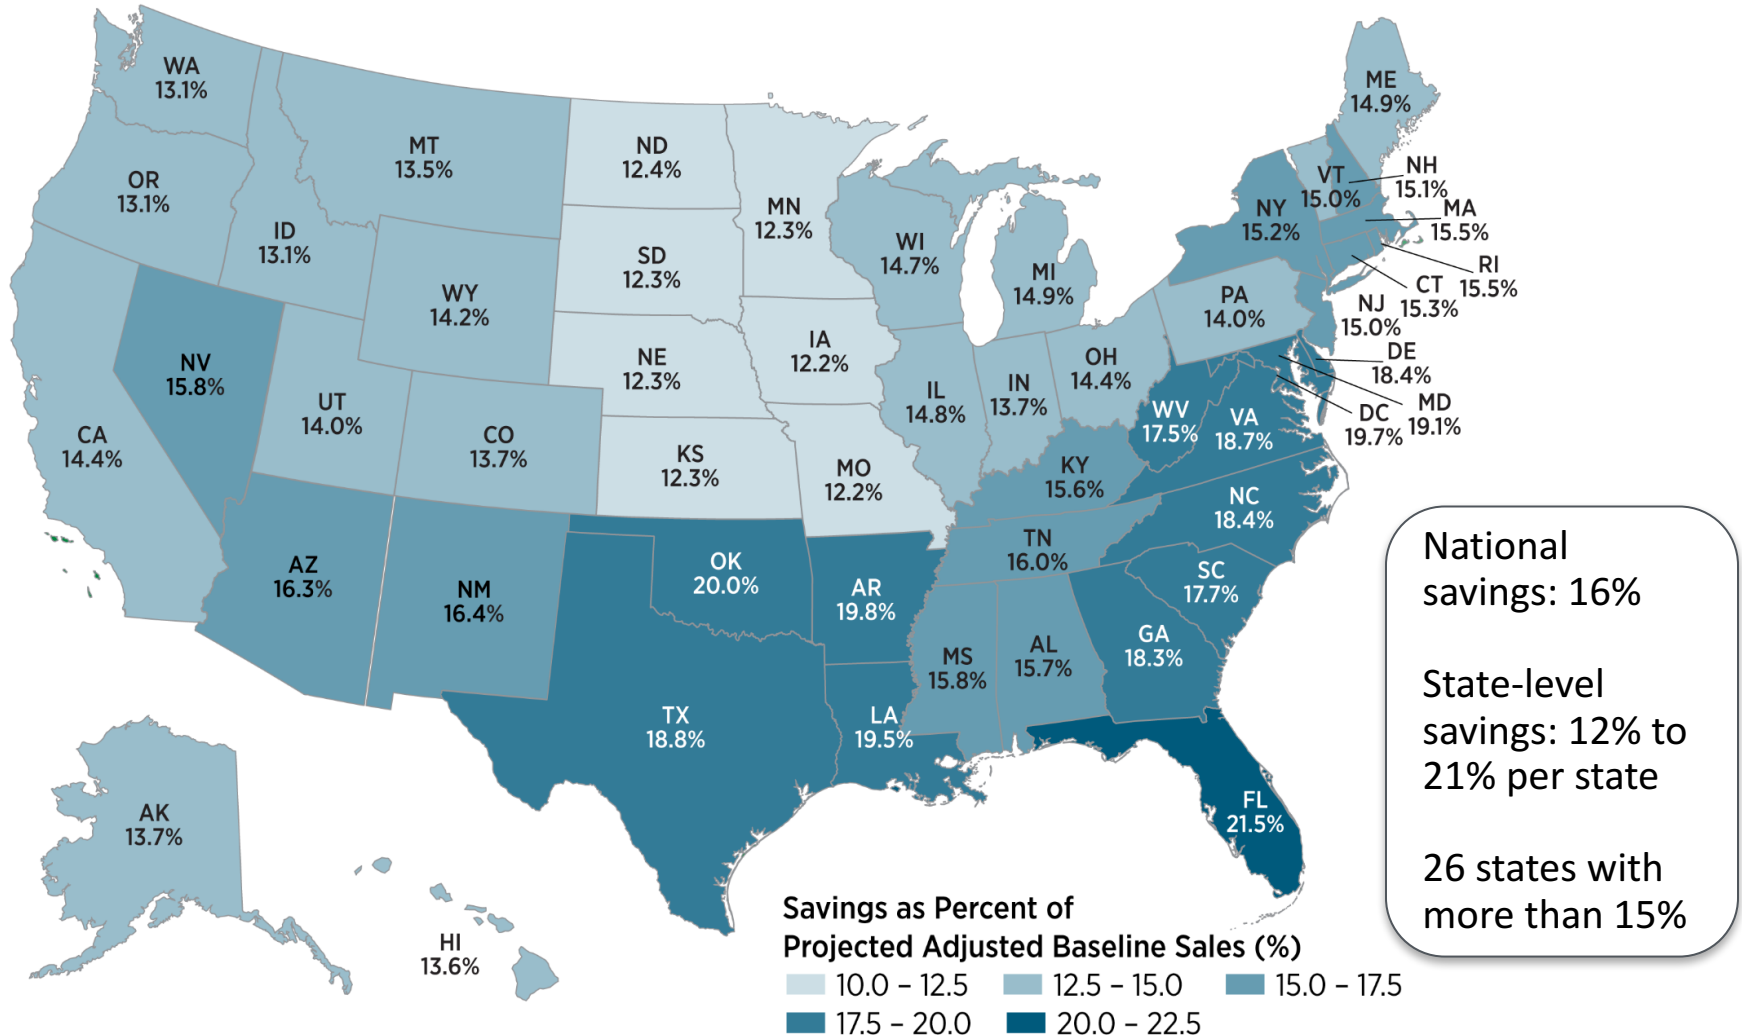 WA
13.1%
OR
13.1%
ID
13.1%
MT
13.5%
WY
14.2%
NV
15.8%
UT
14.0%
CO
13.7%
CA
14.4%
AZ
16.3%
NM
16.4%
ND
12.4%
SD
12.3%
NE
12.3%
KS
12.3%
MN
12.3%
IA
12.2%
MO
12.2%
WI
14.7%
MI
14.9%
IL
14.8%
IN
13.7%
OH
14.4%
KY
15.6%
TN
16.0%
OK
20.0%
AR
19.8%
TX
18.8%
LA
19.5%
MS
15.8%
AL
15.7%
GA
18.3%
FL
21.5%
SC
17.7%
NC
18.4%
VA
18.7%
WV
17.5%
PA
14.0%
NY
15.2%
VT
15.0%
ME
14.9%
NH
15.1%
MA
15.5%
RI
15.5%
CT
15.3%
NJ
15.0%
DE
18.4%
MD
19.1%
DC
19.7%
AK
13.7%
HI
13.6%
National
savings: 16%
State-level
savings: 12% to
21% per state
26 states with
more than 15%
Savings as Percent of
Projected Adjusted Baseline Sales (%)
10.0 – 12.5
12.5 – 15.0
15.0 – 17.5
17.5 – 20.0
20.0 – 22.5